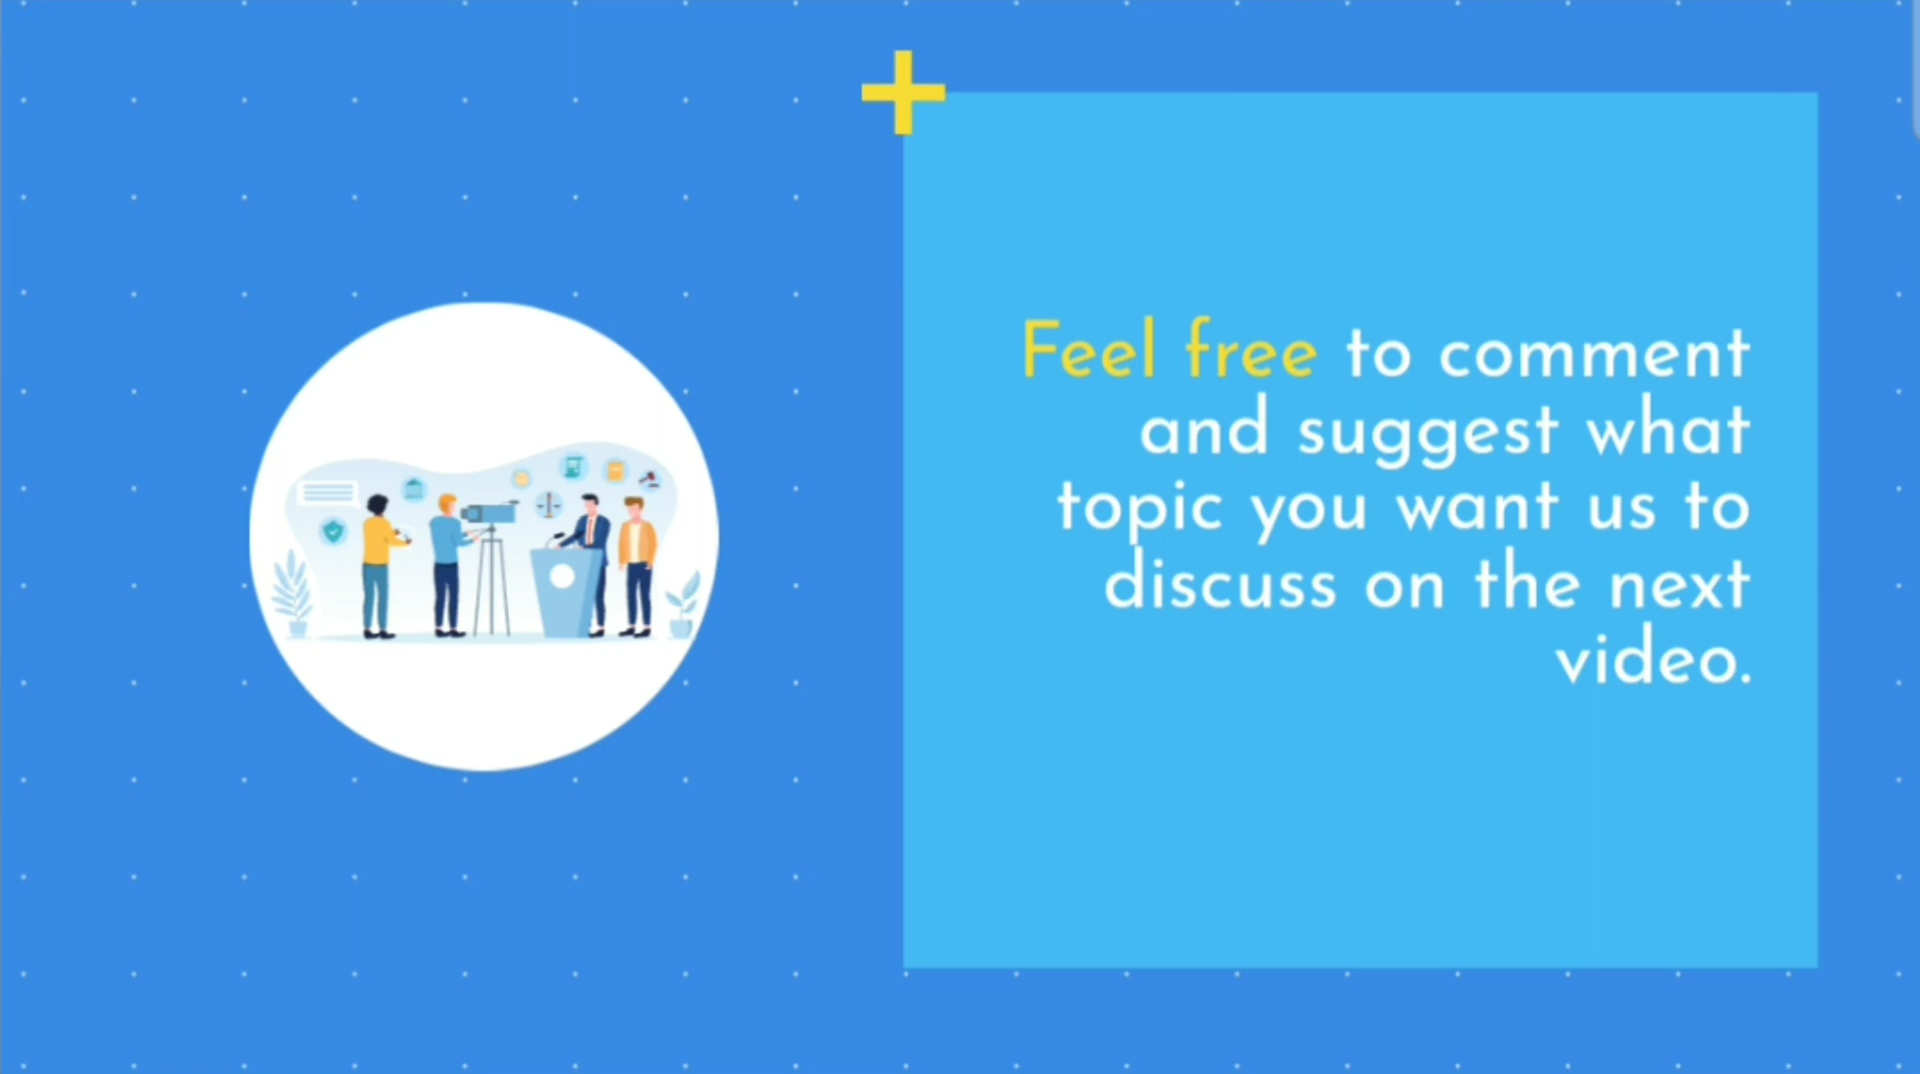 Feel free to comment
and suggest what
topic you want us to
discuss on the next
video.